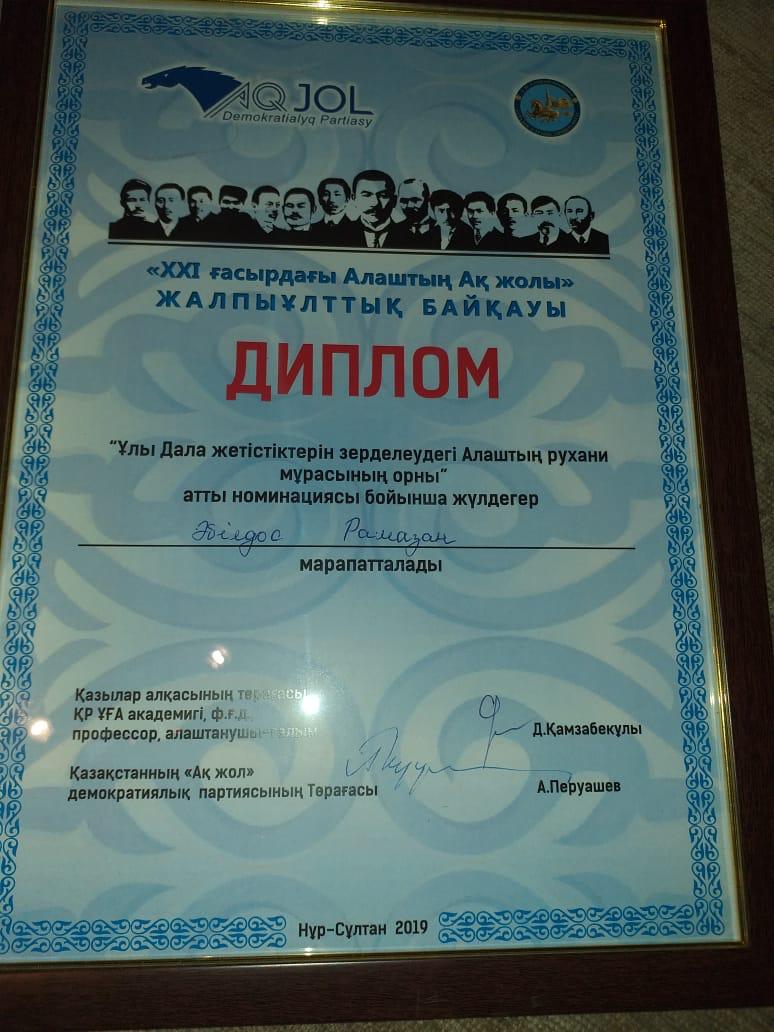 AQ JOL
Demokratialyq Partiasy
«XXI ғасырдағы Алаштың Ақ жолы»
ЖАЛПЫҰЛТТЫҚ БАЙҚАУЫ
ДИПЛОМ
“Ұлы Дала жетістіктерін зерделеудегі Алаштың рухани
мұрасының орны”
атты номинациясы бойынша жүлдегер
Әбілдос Рамазан
марапатталады
Қазылар алқасының төрағасы
ҚР ҰҒА академигі, ф.ғ.д.,
профессор, алаштанушы-ғалым
Д.Қамзабекұлы
Қазақстанның «Ақ жол»
демократиялық партиясының Төрағасы
А.Перуашев
Нұр-Сұлтан 2019